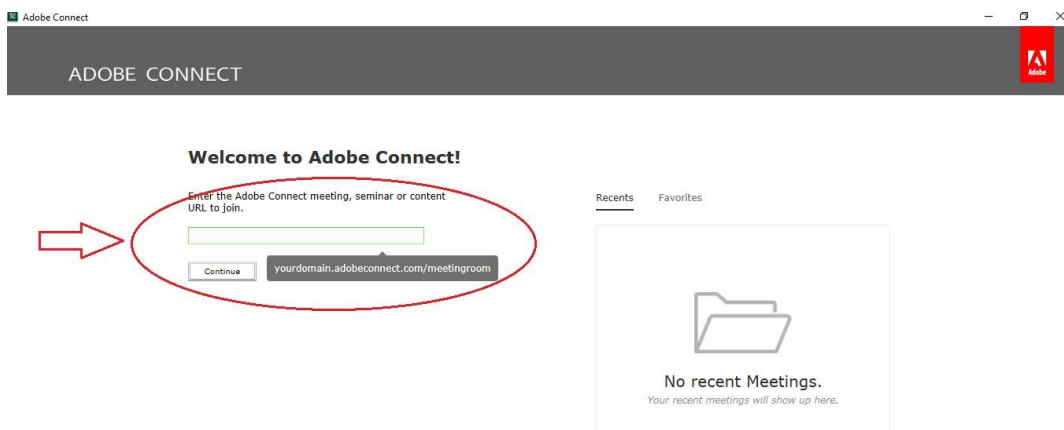 Adobe Connect
ADOBE CONNECT
Adobe
Welcome to Adobe Connect!
Enter the Adobe Connect meeting, seminar or content
URL to join.
Continue
yourdomain.adobeconnect.com/meetingroom
Recents Favorites
No recent Meetings.
Your recent meetings will show up here.